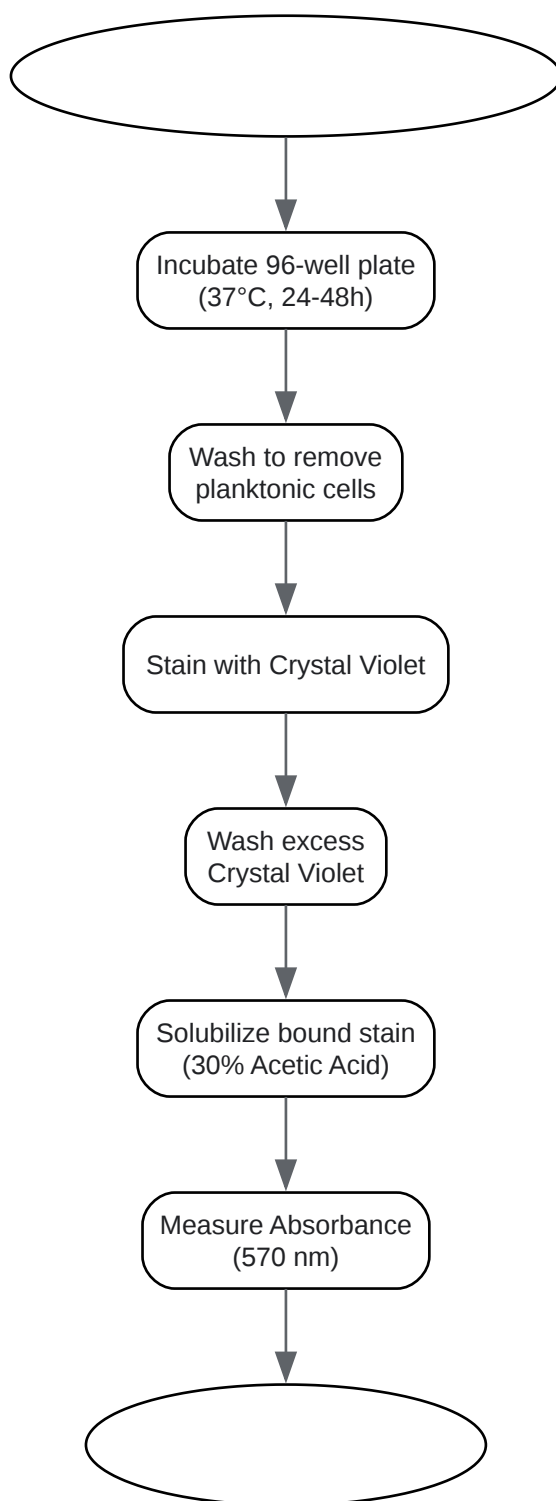 Incubate 96-well plate
(37°C, 24-48h)
Wash to remove
planktonic cells
Stain with Crystal Violet
Wash excess
Crystal Violet
Solubilize bound stain
(30% Acetic Acid)
Measure Absorbance
(570 nm)